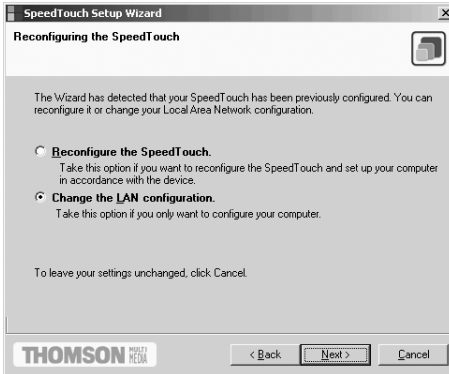 SpeedTouch Setup Wizard
Reconfiguring the SpeedTouch
The Wizard has detected that your SpeedTouch has been previously configured. You can
reconfigure it or change your Local Area Network configuration.
Reconfigure the SpeedTouch.
Take this option if you want to reconfigure the SpeedTouch and set up your computer
in accordance with the device.
Change the LAN configuration.
Take this option if you only want to configure your computer.
To leave your settings unchanged, click Cancel.
THOMSON MULTI MEDIA
< Back Next > Cancel